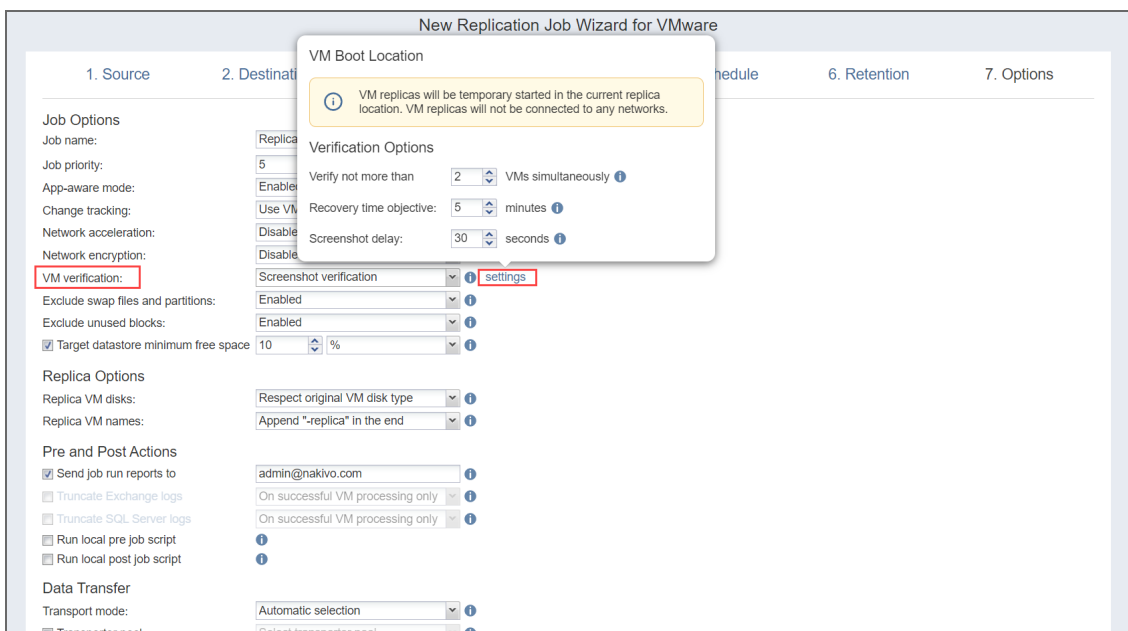 New Replication Job Wizard for VMware
1. Source
2. Destinati
hedule
6. Retention
7. Options
VM Boot Location
VM replicas will be temporary started in the current replica
location. VM replicas will not be connected to any networks.
Verification Options
Verify not more than 2 VMs simultaneously
Recovery time objective: 5 minutes
Screenshot delay: 30 seconds
Job Options
Job name: Replica
Job priority: 5
App-aware mode: Enabled
Change tracking: Use VM
Network acceleration: Disable
Network encryption: Disable
VM verification: Screenshot verification settings
Exclude swap files and partitions: Enabled
Exclude unused blocks: Enabled
Target datastore minimum free space 10 %
Replica Options
Replica VM disks: Respect original VM disk type
Replica VM names: Append "-replica" in the end
Pre and Post Actions
Send job run reports to admin@nakivo.com
Truncate Exchange logs On successful VM processing only
Truncate SQL Server logs On successful VM processing only
Run local pre job script
Run local post job script
Data Transfer
Transport mode: Automatic selection